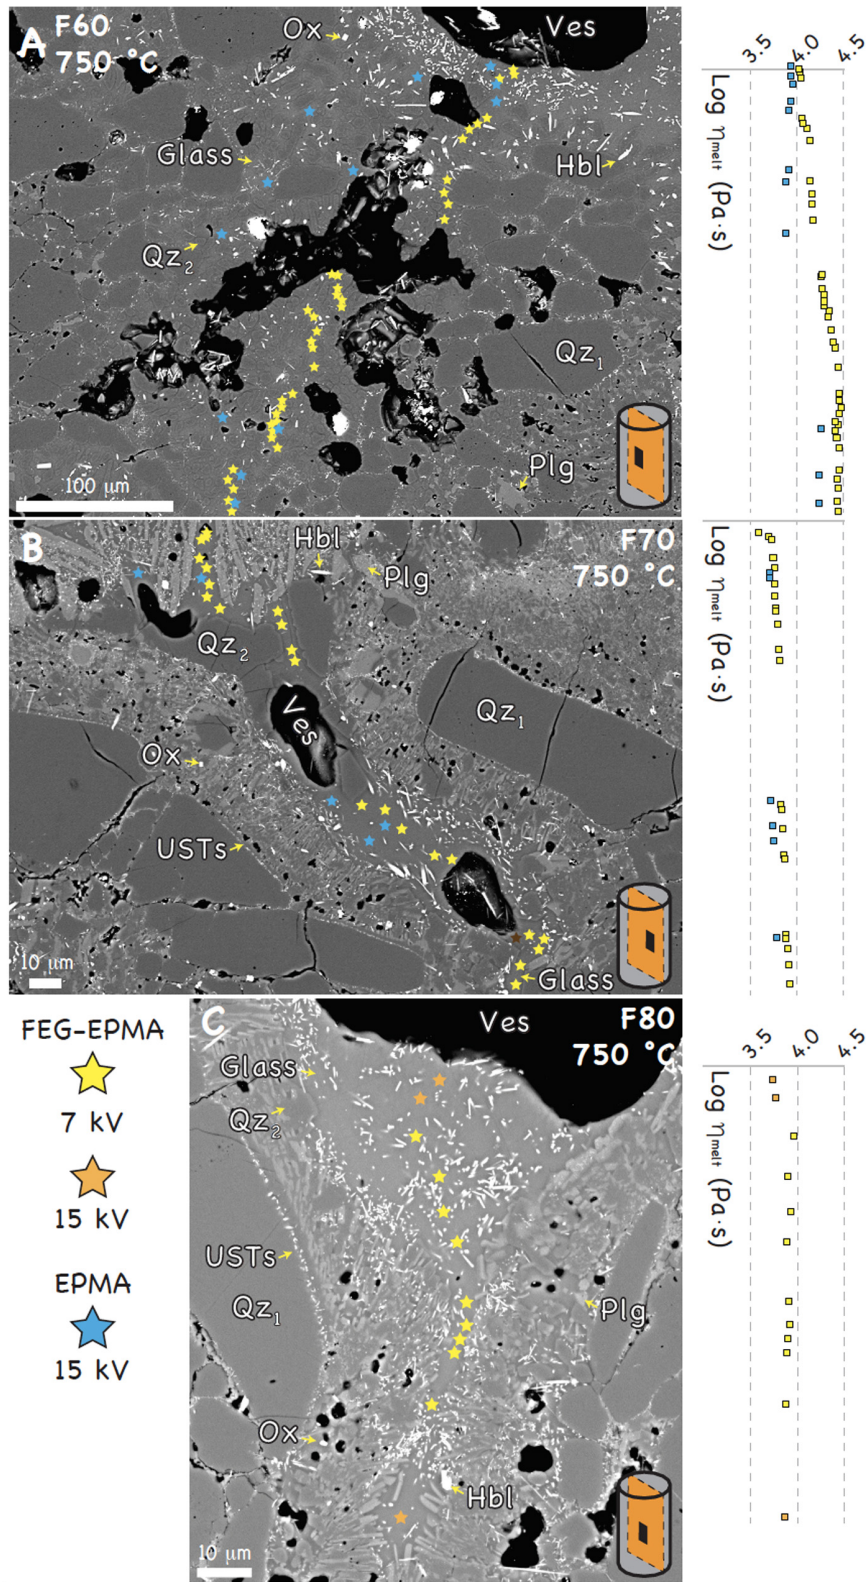 A
F60
750 °C
Ox
Ves
Glass
Hbl
Qz2
Qz1
Plg
100 μm
3.5
4.0
4.5
Log ηmelt (Pa·s)
B
Hbl
Plg
F70
750 °C
Qz2
Qz1
Ves
Ox
USTs
Glass
10 μm
Log ηmelt (Pa·s)
FEG-EPMA
7 kV
15 kV
EPMA
15 kV
C
Ves
F80
750 °C
Glass
Qz2
USTs
Qz1
Plg
Ox
Hbl
10 μm
3.5
4.0
4.5
Log ηmelt (Pa·s)